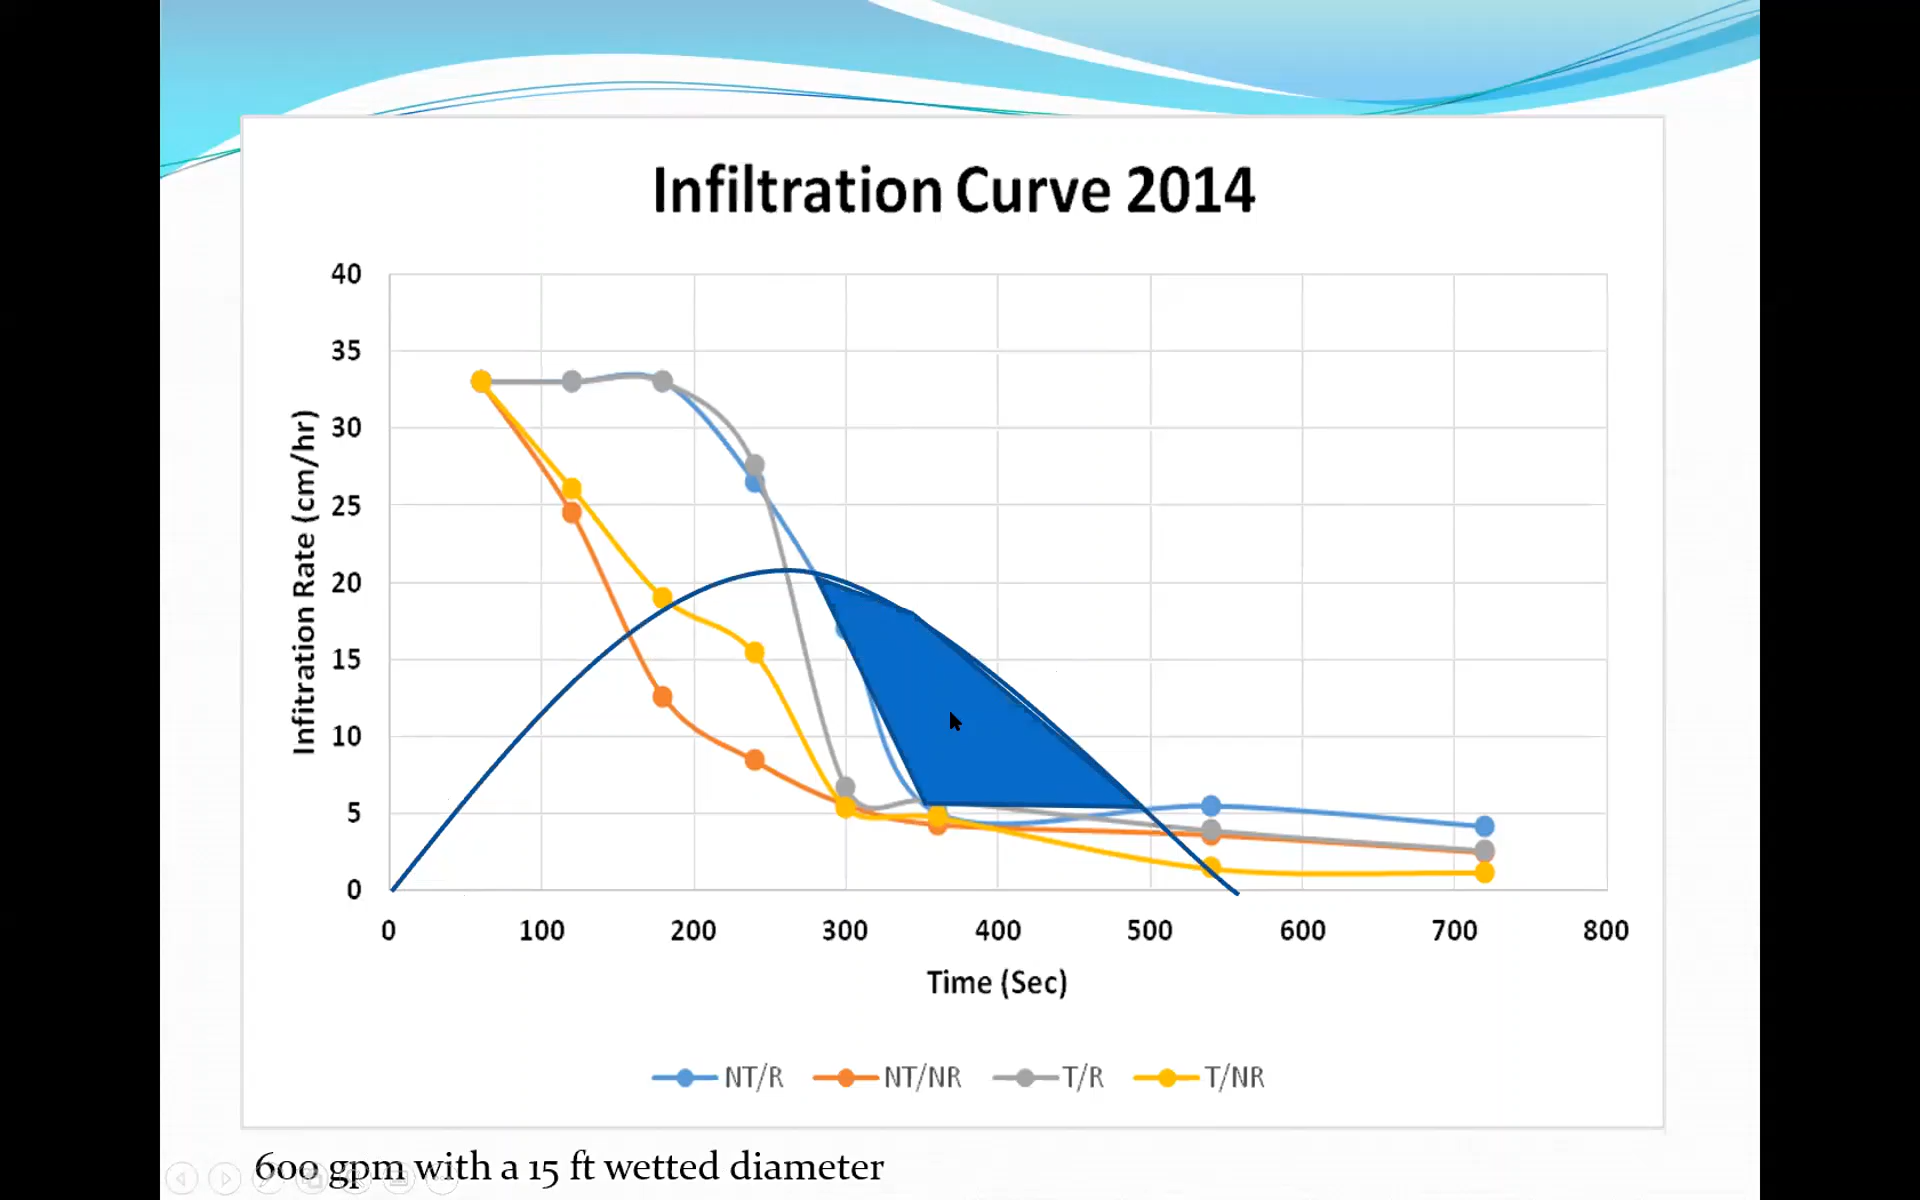 Infiltration Curve 2014
40
35
30
25
20
15
10
5
0
Infitration Rate (cm/hr)
0 100 200 300 400 500 600 700 800
Time (Sec)
NT/R NT/NR T/R T/NR
600 gpm with a 15 ft wetted diameter